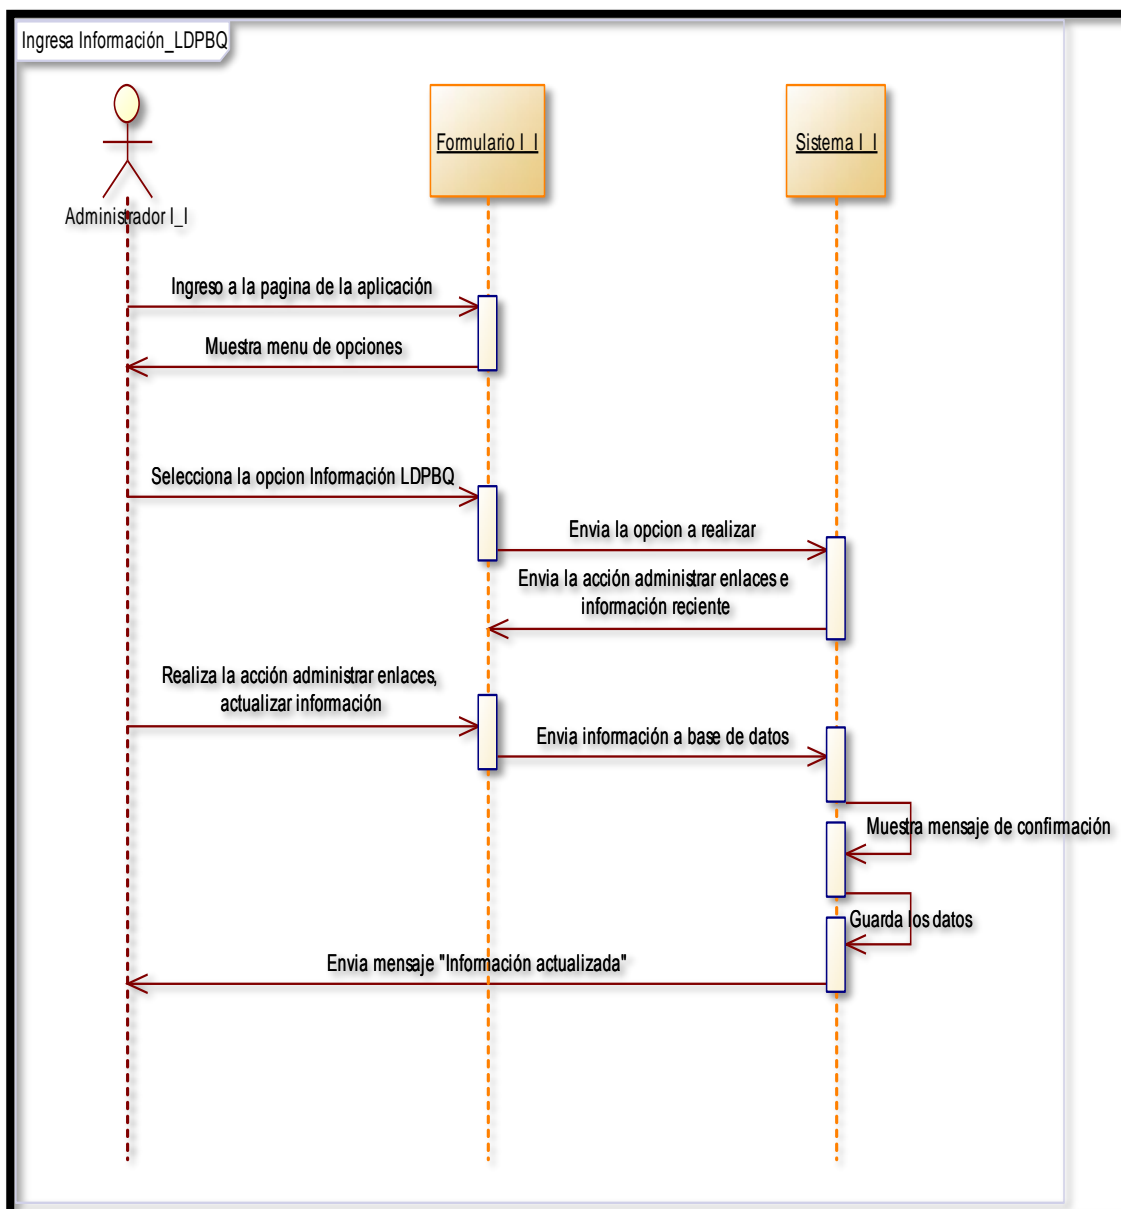 Ingresa Información_LDPBQ
Formulario I_I
Sistema I_I
Administrador I_I
Ingreso a la pagina de la aplicación
Muestra menu de opciones
Selecciona la opcion Información LDPBQ
Envia la opcion a realizar
Envia la acción administrar enlaces e
información reciente
Realiza la acción administrar enlaces,
actualizar información
Envia información a base de datos
Muestra mensaje de confirmación
Guarda los datos
Envia mensaje "Información actualizada"